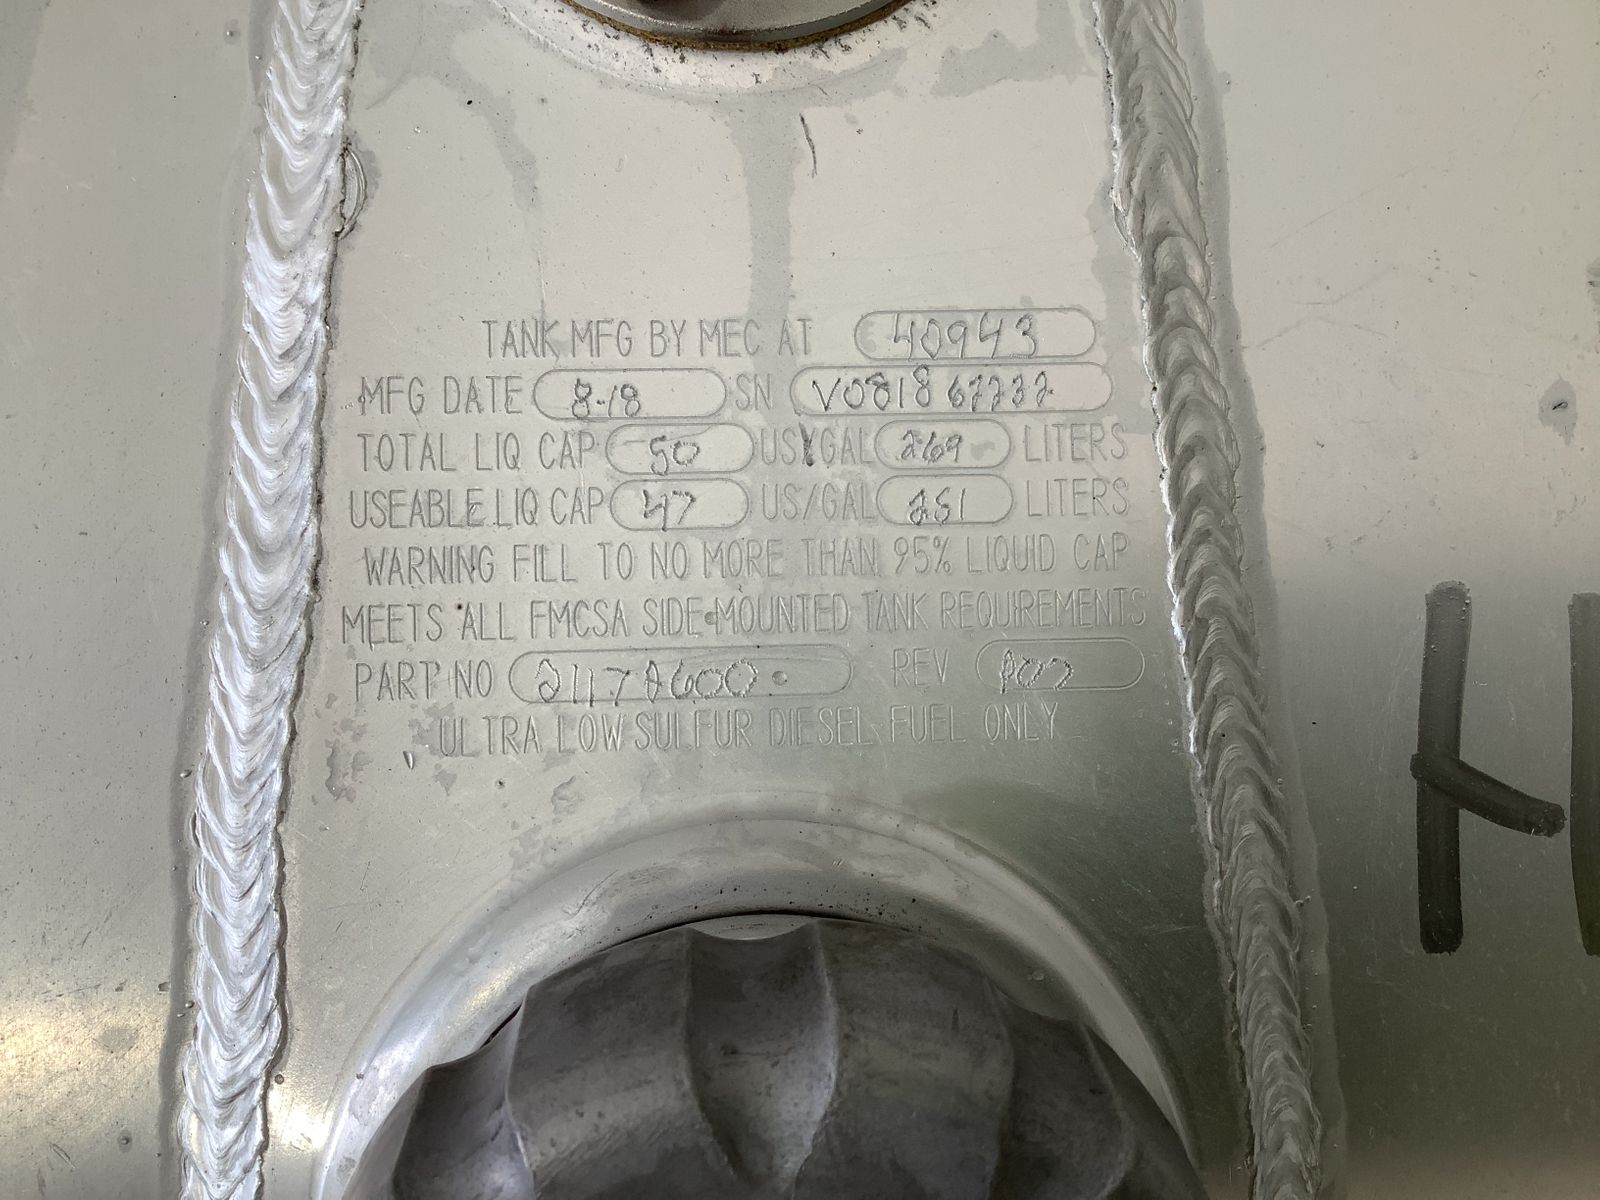 TANK MFG BY MEC AT 40943
MFG DATE 8-18 SN V0818 67232
TOTAL LIQ CAP 50 US/GAL 269 LITERS
USEABLE LIQ CAP 47 US/GAL 251 LITERS
WARNING FILL TO NO MORE THAN 95% LIQUID CAP
MEETS ALL FMCSA SIDE-MOUNTED TANK REQUIREMENTS
PART NO REV
ULTRA LOW SULFUR DIESEL FUEL ONLY